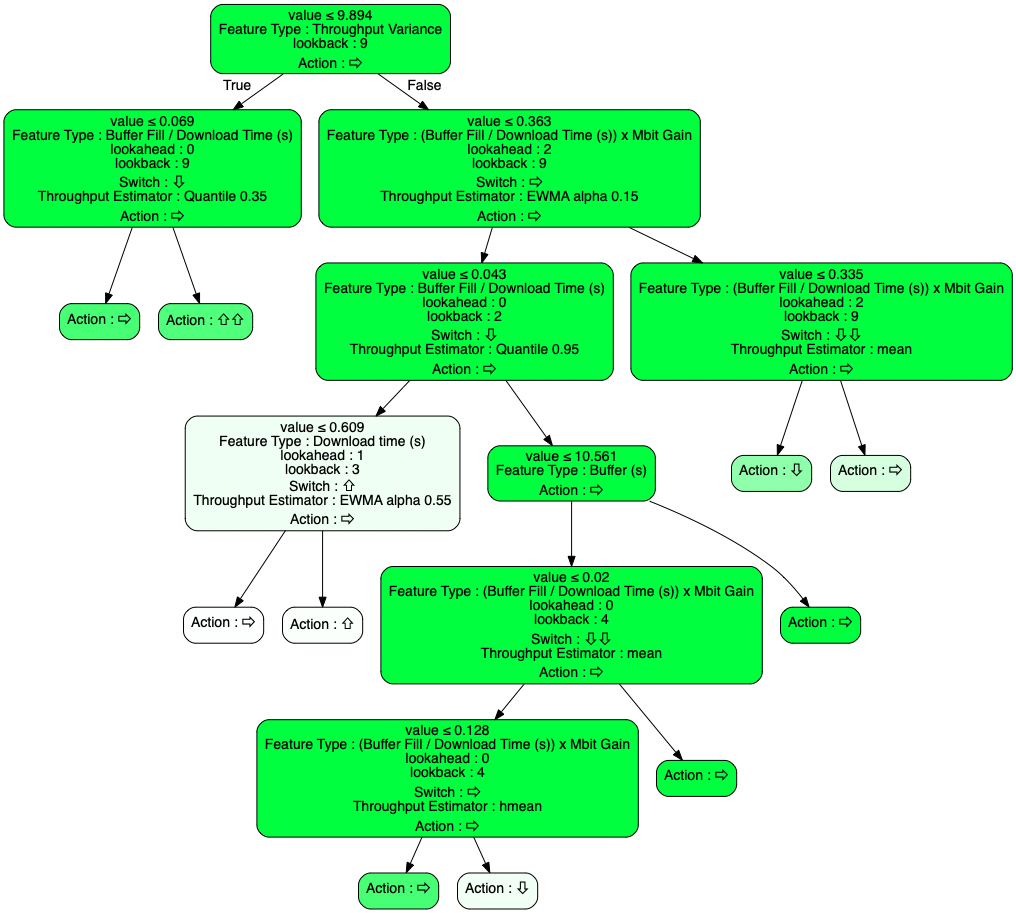 value ≤ 9.894
Feature Type : Throughput Variance
lookback : 9
Action : ⇨
True
False
value ≤ 0.069
Feature Type : Buffer Fill / Download Time (s)
lookahead : 0
lookback : 9
Switch : ⇩
Throughput Estimator : Quantile 0.35
Action : ⇨
value ≤ 0.363
Feature Type : (Buffer Fill / Download Time (s)) x Mbit Gain
lookahead : 2
lookback : 9
Switch : ⇨
Throughput Estimator : EWMA alpha 0.15
Action : ⇨
Action : ⇨
Action : ⇧⇧
value ≤ 0.043
Feature Type : Buffer Fill / Download Time (s)
lookahead : 0
lookback : 2
Switch : ⇩
Throughput Estimator : Quantile 0.95
Action : ⇨
value ≤ 0.335
Feature Type : (Buffer Fill / Download Time (s)) x Mbit Gain
lookahead : 2
lookback : 9
Switch : ⇩⇩
Throughput Estimator : mean
Action : ⇨
value ≤ 0.609
Feature Type : Download time (s)
lookahead : 1
lookback : 3
Switch : ⇧
Throughput Estimator : EWMA alpha 0.55
Action : ⇨
value ≤ 10.561
Feature Type : Buffer (s)
Action : ⇨
Action : ⇩
Action : ⇨
Action : ⇨
Action : ⇧
value ≤ 0.02
Feature Type : (Buffer Fill / Download Time (s)) x Mbit Gain
lookahead : 0
lookback : 4
Switch : ⇩⇩
Throughput Estimator : mean
Action : ⇨
Action : ⇨
value ≤ 0.128
Feature Type : (Buffer Fill / Download Time (s)) x Mbit Gain
lookahead : 0
lookback : 4
Switch : ⇨
Throughput Estimator : hmean
Action : ⇨
Action : ⇨
Action : ⇨
Action : ⇩